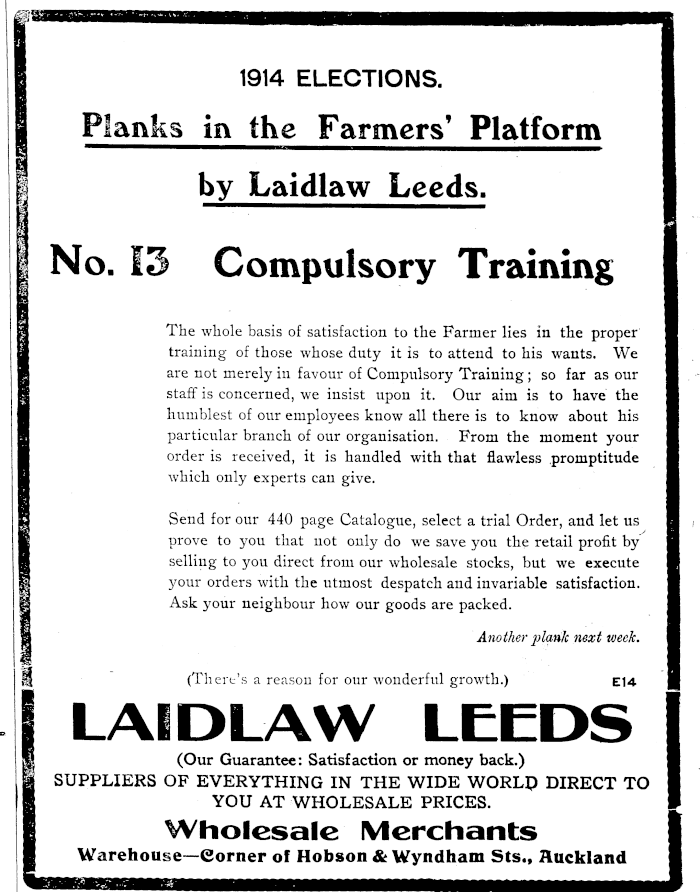 1914 ELECTIONS.
Planks in the Farmers' Platform
by Laidlaw Leeds.
No. 13 Compulsory Training
The whole basis of satisfaction to the Farmer lies in the proper
training of those whose duty it is to attend to his wants. We
are not merely in favour of Compulsory Training; so far as our
staff is concerned, we insist upon it. Our aim is to have the
humblest of our employees know all there is to know about his
particular branch of our organisation. From the moment your
order is received, it is handled with that flawless promptitude
which only experts can give.
Send for our 440 page Catalogue, select a trial Order, and let us
prove to you that not only do we save you the retail profit by
selling to you direct from our wholesale stocks, but we execute
your orders with the utmost despatch and invariable satisfaction.
Ask your neighbour how our goods are packed.
Another plank next week.
(There's a reason for our wonderful growth.) E14
LAIDLAW LEEDS
(Our Guarantee: Satisfaction or money back.)
SUPPLIERS OF EVERYTHING IN THE WIDE WORLD DIRECT TO
YOU AT WHOLESALE PRICES.
Wholesale Merchants
Warehouse—Corner of Hobson & Wyndham Sts., Auckland